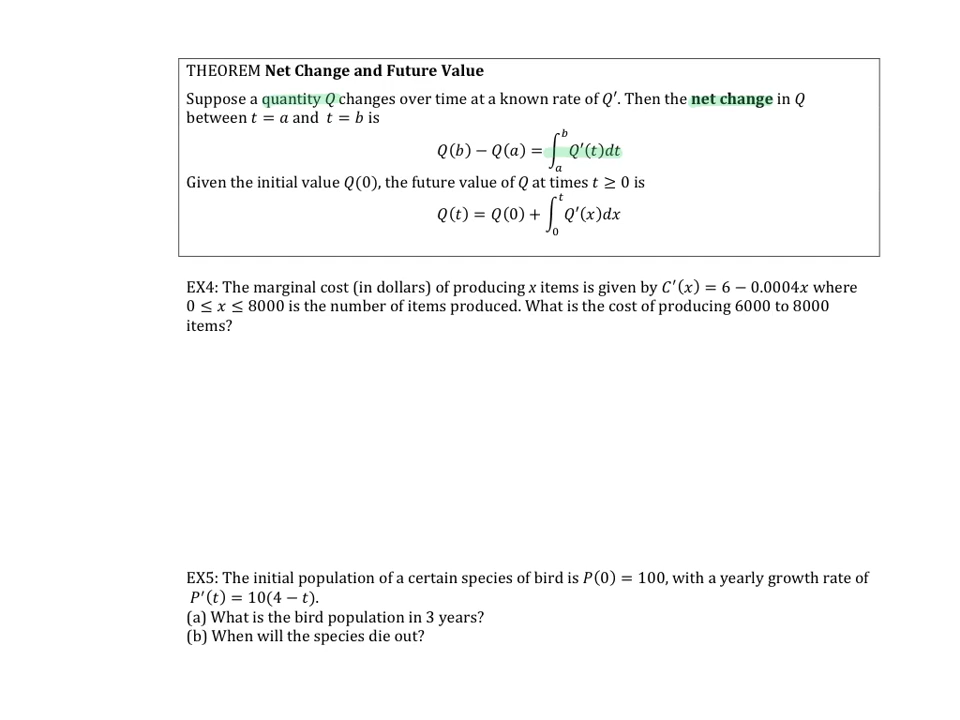 THEOREM Net Change and Future Value
Suppose a quantity Q changes over time at a known rate of Q′. Then the net change in Q
between t = a and t = b is
Q(b) − Q(a) = ∫_a^b Q′(t)dt
Given the initial value Q(0), the future value of Q at times t ≥ 0 is
Q(t) = Q(0) + ∫_0^t Q′(x)dx
EX4: The marginal cost (in dollars) of producing x items is given by C′(x) = 6 − 0.0004x where
0 ≤ x ≤ 8000 is the number of items produced. What is the cost of producing 6000 to 8000
items?
EX5: The initial population of a certain species of bird is P(0) = 100, with a yearly growth rate of
P′(t) = 10(4 − t).
(a) What is the bird population in 3 years?
(b) When will the species die out?